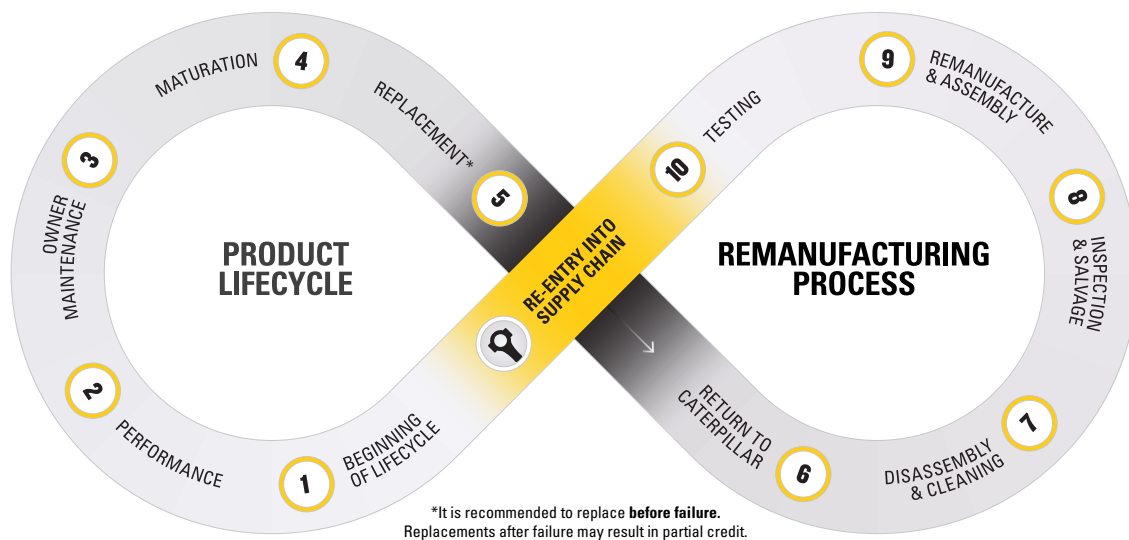 PRODUCT
LIFECYCLE
1
BEGINNING
OF LIFECYCLE
2
PERFORMANCE
3
OWNER
MAINTENANCE
4
MATURATION
5
REPLACEMENT*
REMANUFACTURING
PROCESS
6
RETURN TO
CATERPILLAR
7
DISASSEMBLY
& CLEANING
8
INSPECTION
& SALVAGE
9
REMANUFACTURE
& ASSEMBLY
10
TESTING
RE-ENTRY INTO
SUPPLY CHAIN
*It is recommended to replace before failure.
Replacements after failure may result in partial credit.